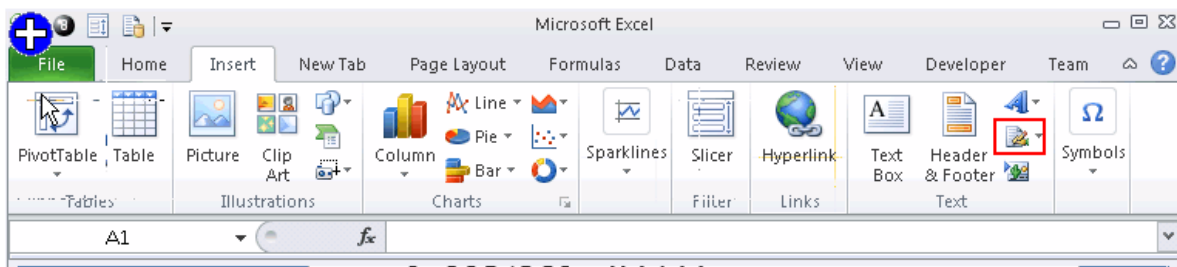 Microsoft Excel
File Home Insert New Tab Page Layout Formulas Data Review View Developer Team
PivotTable Table Picture Clip Art Column Line Pie Bar Sparklines Slicer Hyperlink Text Box Header & Footer Symbols
Tables Illustrations Charts Filter Links Text
A1 fx